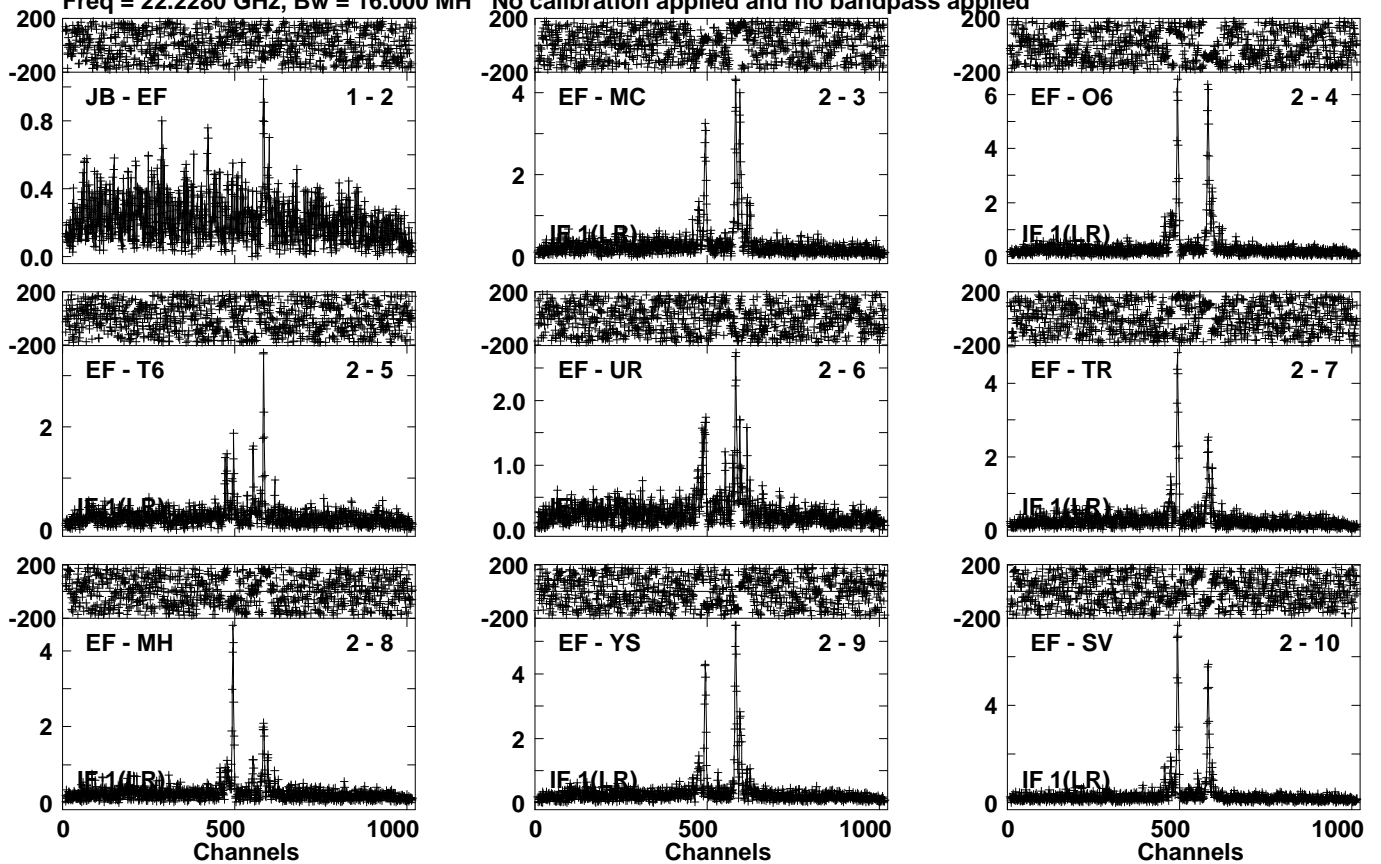 Freq = 22.2280 GHz, Bw = 16.000 MH No calibration applied and no bandpass applied
200 200 200
-200 -200 -200
JB - EF 1 - 2 EF - MC 2 - 3 EF - O6 2 - 4
0.8 4 6
0.4 2 4
2
IF 1(LR) IF 1(LR)
0.0 0 0
200 200 200
-200 -200 -200
EF - T6 2 - 5 EF - UR 2 - 6 EF - TR 2 - 7
2 2.0 4
1.0 2
IF 1(LR) IF 1(LR)
0 0.0 0
200 200 200
-200 -200 -200
EF - MH 2 - 8 EF - YS 2 - 9 EF - SV 2 - 10
4 4 4
2 2
IF 1(LR) IF 1(LR) IF 1(LR)
0 0 0
0 500 1000 0 500 1000 0 500 1000
Channels Channels Channels